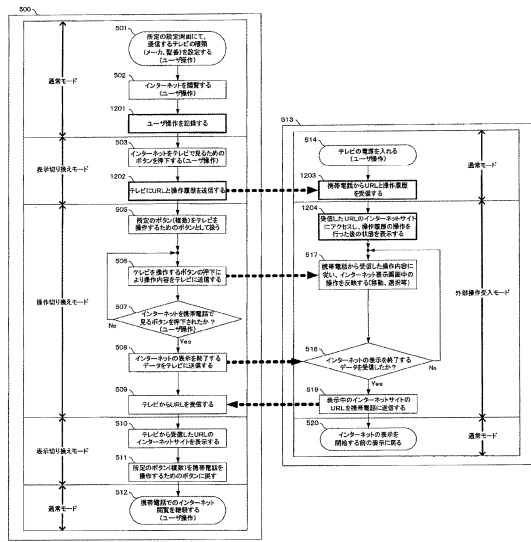 500
501
所定の設定画面にて、
通信するテレビの種類
(メーカ、型番)を設定する
(ユーザ操作)
502
インターネットを閲覧する
(ユーザ操作)
1201
ユーザ操作を記録する
通常モード
503
インターネットをテレビで見るための
ボタンを押下する(ユーザ操作)
1202
テレビにURLと操作履歴を送信する
表示切り換えモード
505
所定のボタン(複数)をテレビを
操作するためのボタンとして扱う
506
テレビを操作するボタンの押下に
より操作内容をテレビに送信する
507
インターネットを携帯電話で
見るボタンを押下されたか?
(ユーザ操作)
No
Yes
508
インターネットの表示を終了する
データをテレビに送信する
509
テレビからURLを受信する
操作切り換えモード
510
テレビから受信したURLの
インターネットサイトを表示する
511
所定のボタン(複数)を携帯電話を
操作するためのボタンに戻す
表示切り換えモード
512
携帯電話でのインターネット
閲覧を継続する
(ユーザ操作)
通常モード
513
514
テレビの電源を入れる
(ユーザ操作)
1203
携帯電話からURLと操作履歴
を受信する
通常モード
1204
受信したURLのインターネットサイト
にアクセスし、操作履歴の操作を
行った後の状態を表示する
517
携帯電話から受信した操作内容に
従い、インターネット表示画面中の
操作を反映する(移動、選択等)
518
インターネットの表示を終了する
データを受信したか?
No
Yes
519
表示中のインターネットサイトの
URLを携帯電話に送信する
外部操作受入モード
520
インターネットの表示を
開始する前の表示に戻る
通常モード